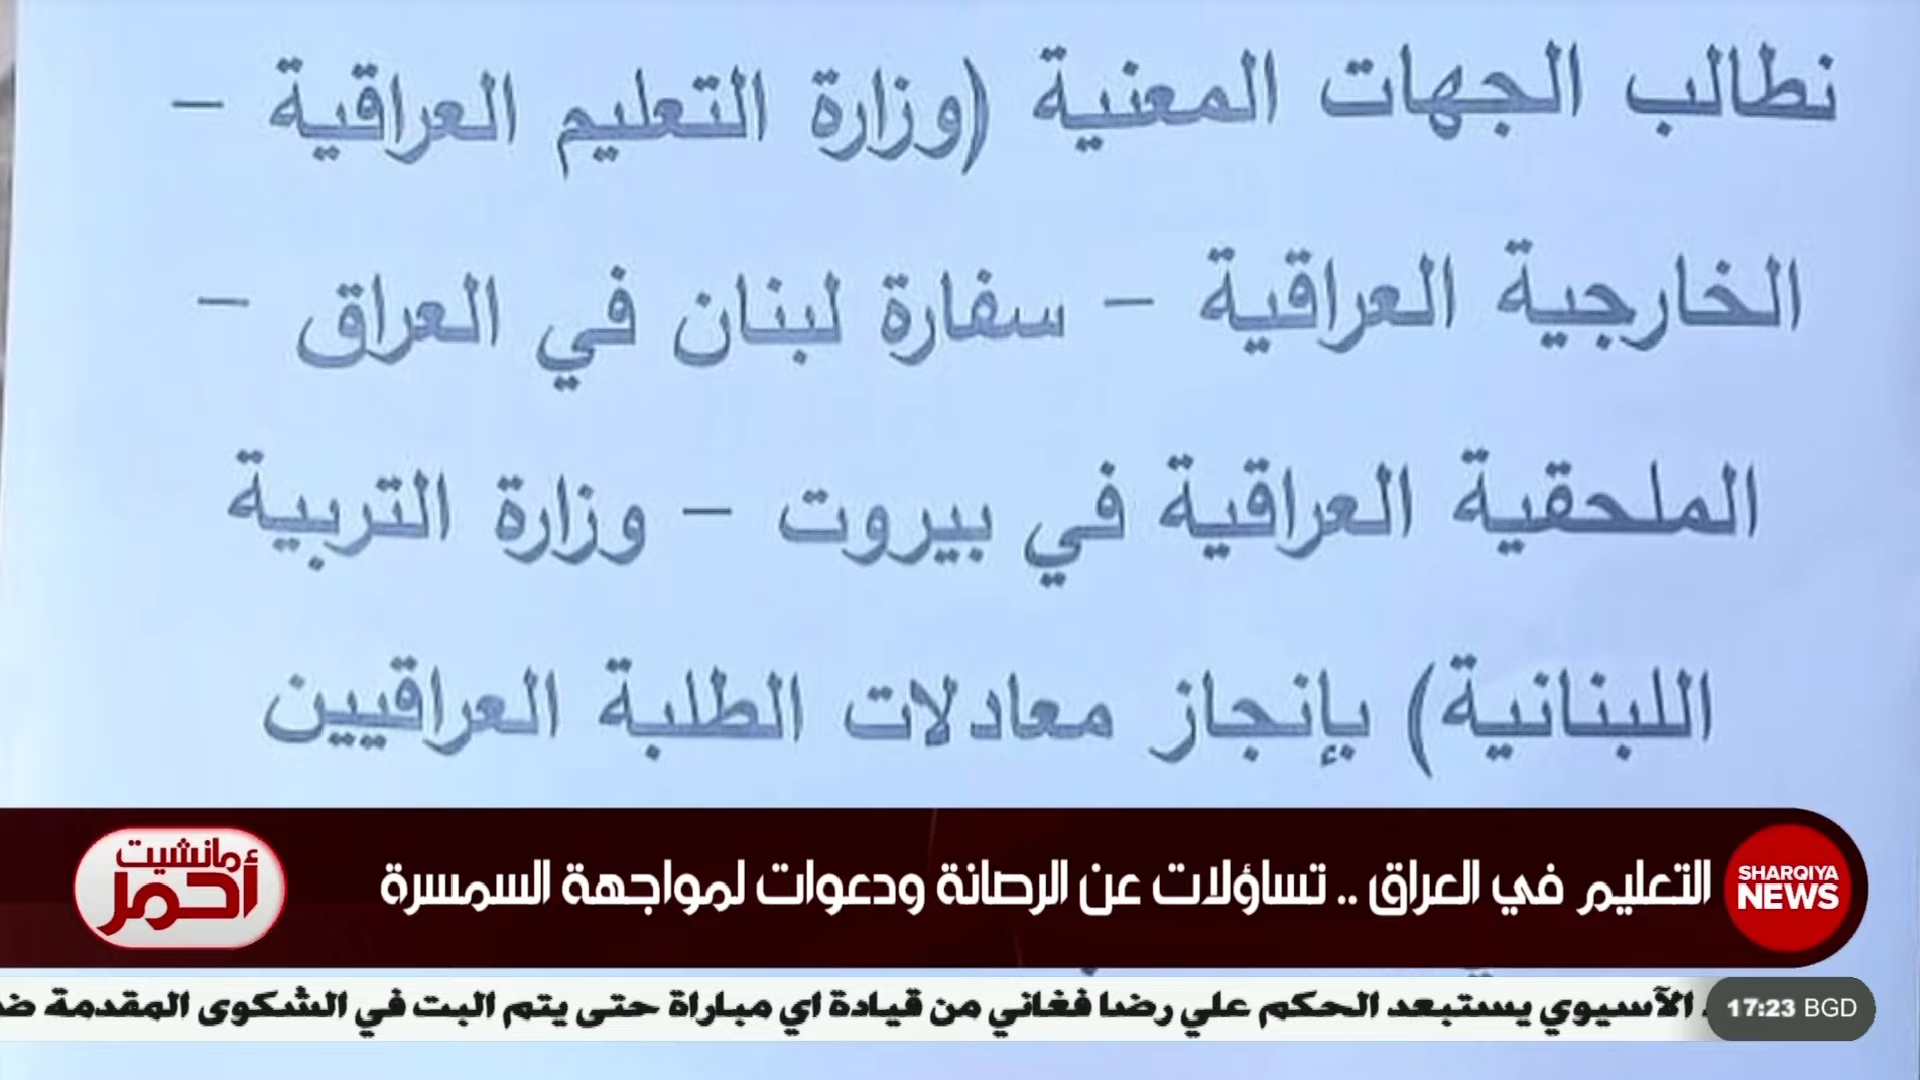 نطالب الجهات المعنية (وزارة التعليم العراقية –
الخارجية العراقية – سفارة لبنان في العراق –
الملحقية العراقية في بيروت – وزارة التربية
اللبنانية) بإنجاز معادلات الطلبة العراقيين
SHARQIYA
NEWS
التعليم في العراق .. تساؤلات عن الرصانة ودعوات لمواجهة السمسرة
مانشيت
أحمر
17:23 BGD
الآسيوي يستبعد الحكم علي رضا فغاني من قيادة اي مباراة حتى يتم البت في الشكوى المقدمة